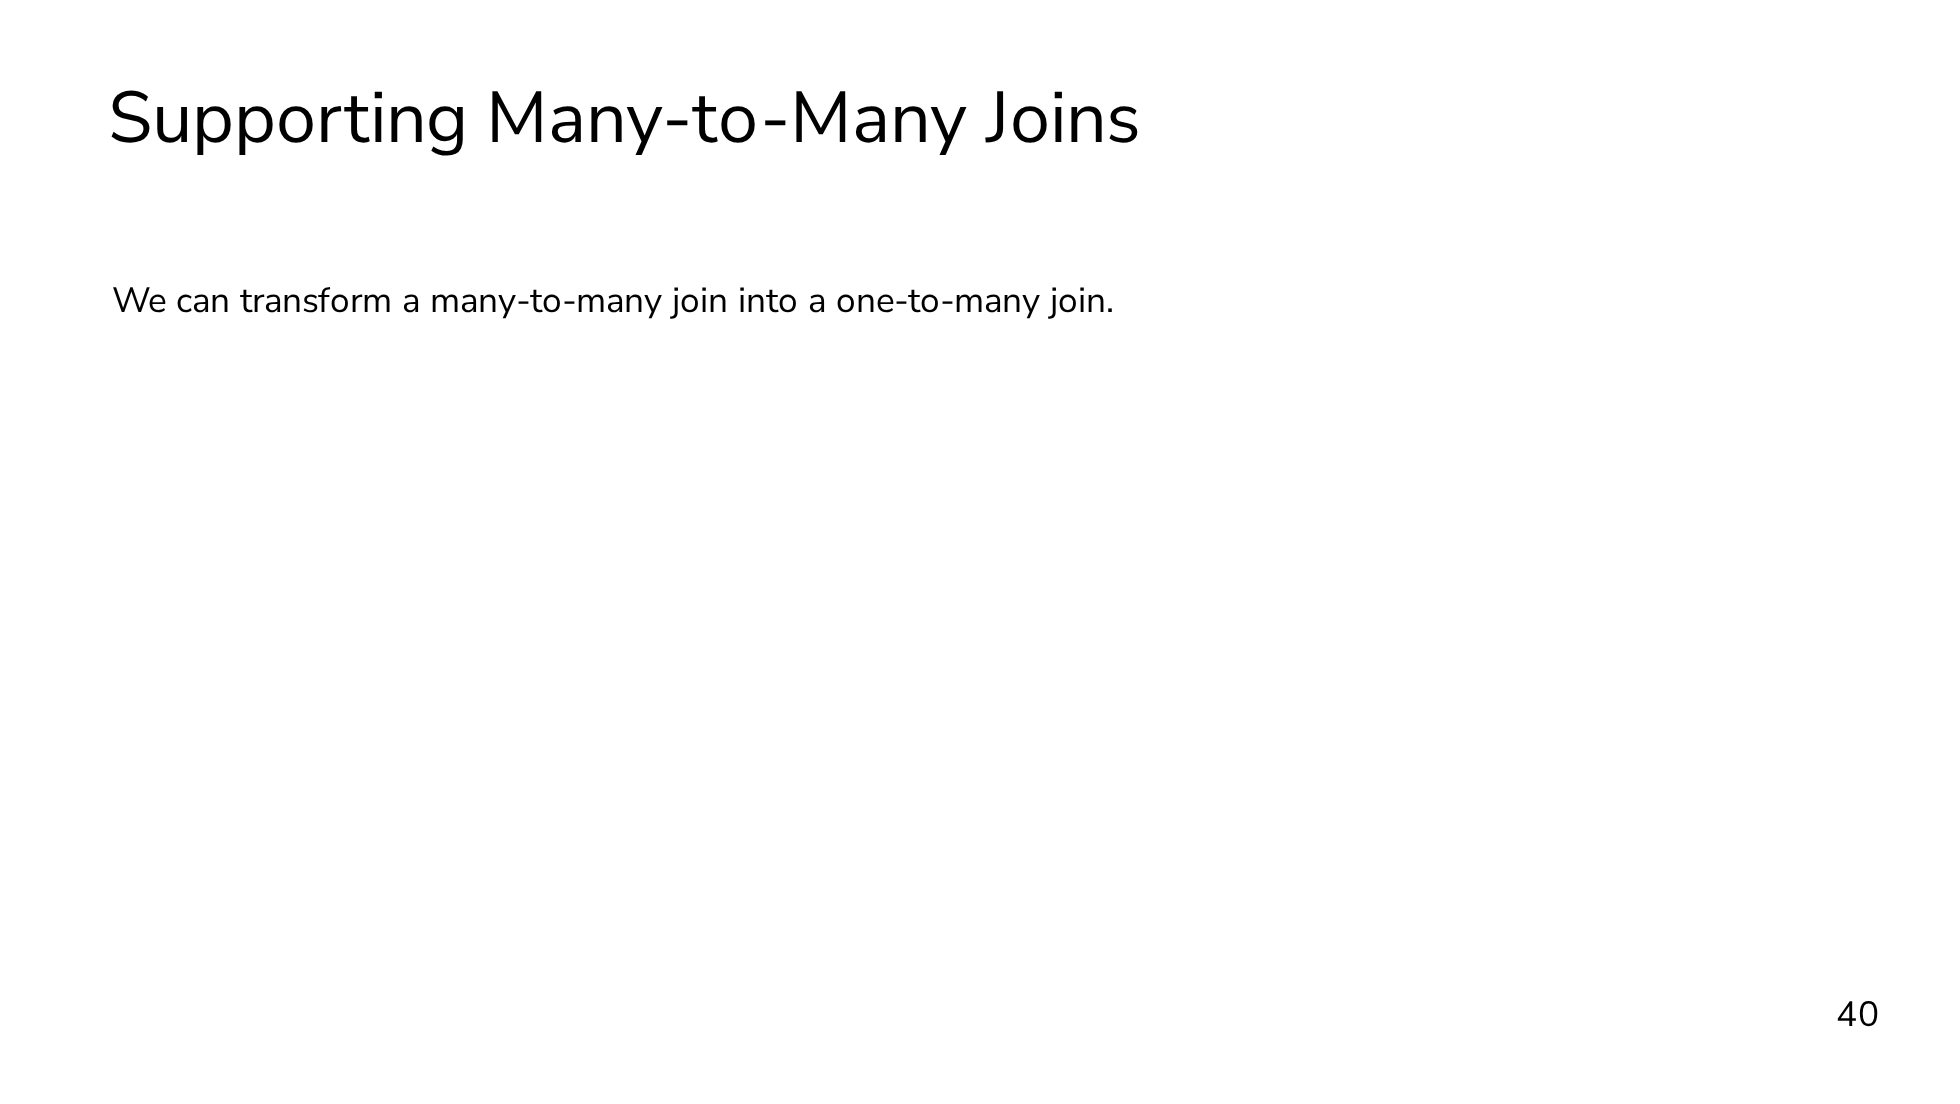 Supporting Many-to-Many Joins
We can transform a many-to-many join into a one-to-many join.
40